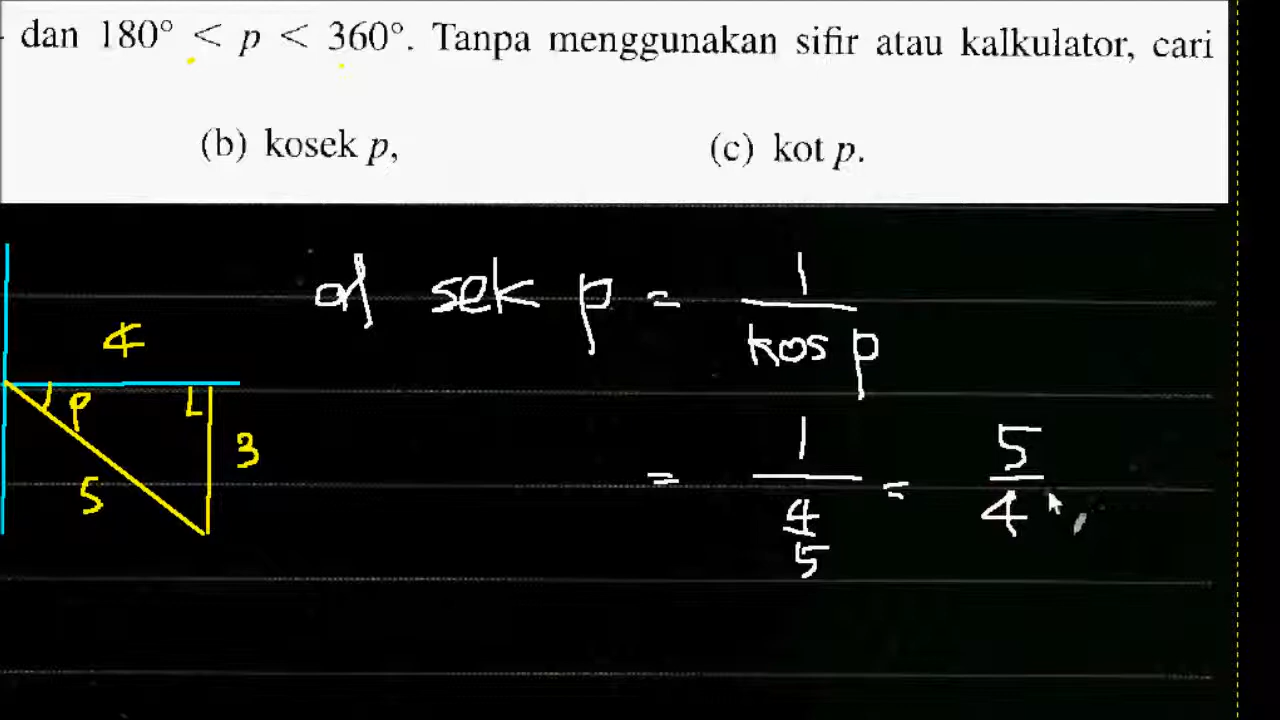 dan 180° < p < 360°. Tanpa menggunakan sifir atau kalkulator, cari
(b) kosek p, (c) kot p.
a) sek p = 1/kos p
= 1/(4/5) = 5/4
4
p
3
5